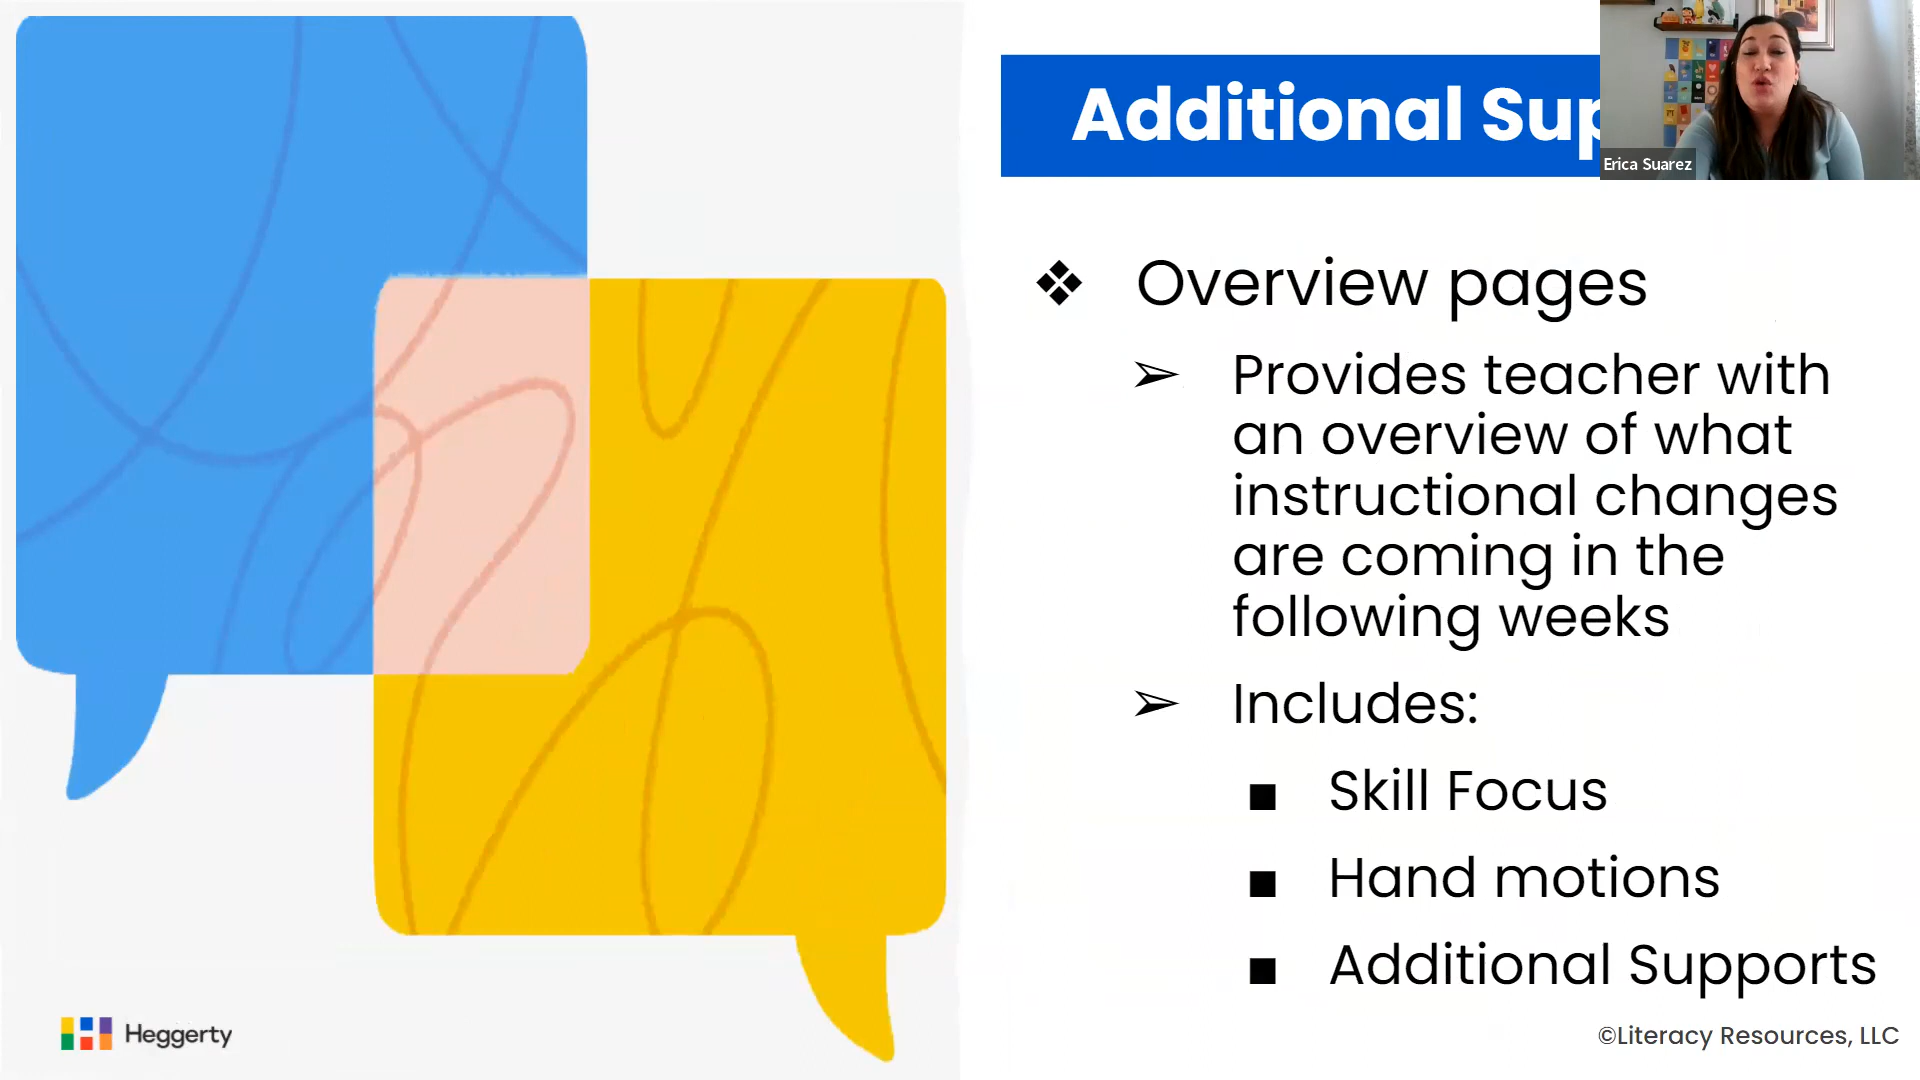 Additional Sup
Erica Suarez
❖ Overview pages
➢ Provides teacher with
an overview of what
instructional changes
are coming in the
following weeks
➢ Includes:
■ Skill Focus
■ Hand motions
■ Additional Supports
Heggerty
©Literacy Resources, LLC